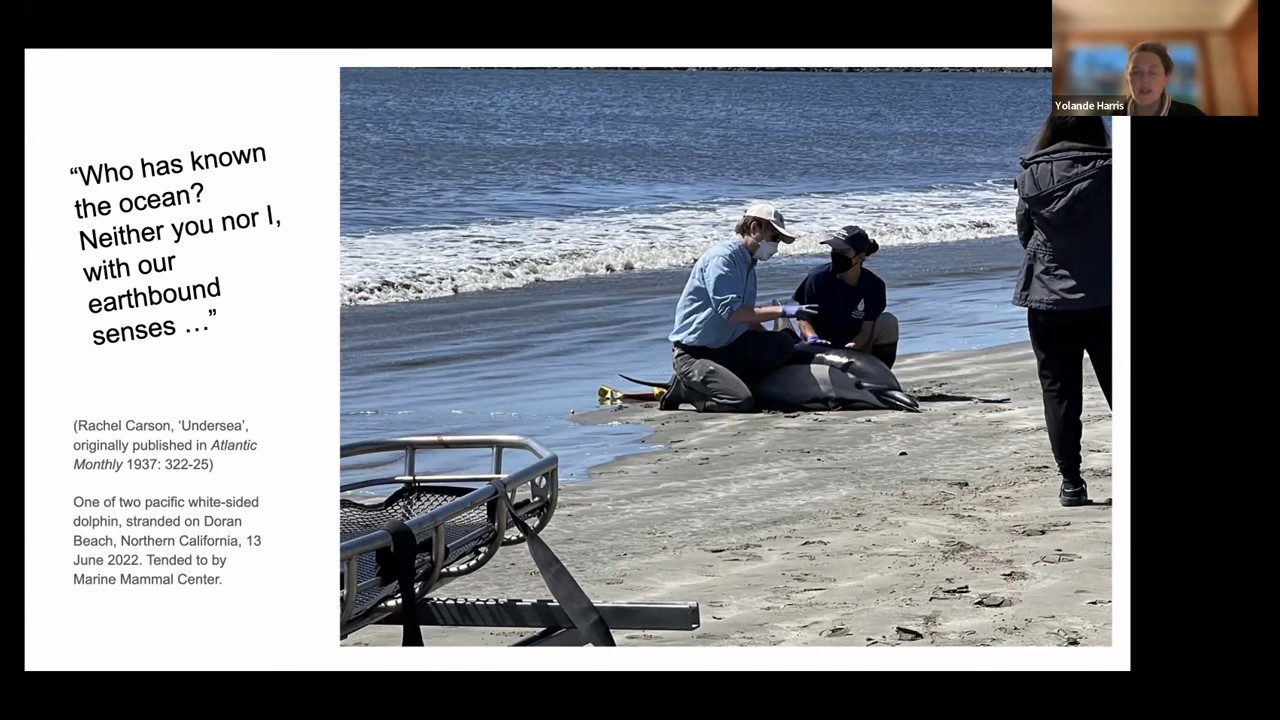 Yolande Harris
“Who has known
the ocean?
Neither you nor I,
with our
earthbound
senses …”
(Rachel Carson, ‘Undersea’,
originally published in Atlantic
Monthly 1937: 322-25)
One of two pacific white-sided
dolphin, stranded on Doran
Beach, Northern California, 13
June 2022. Tended to by
Marine Mammal Center.